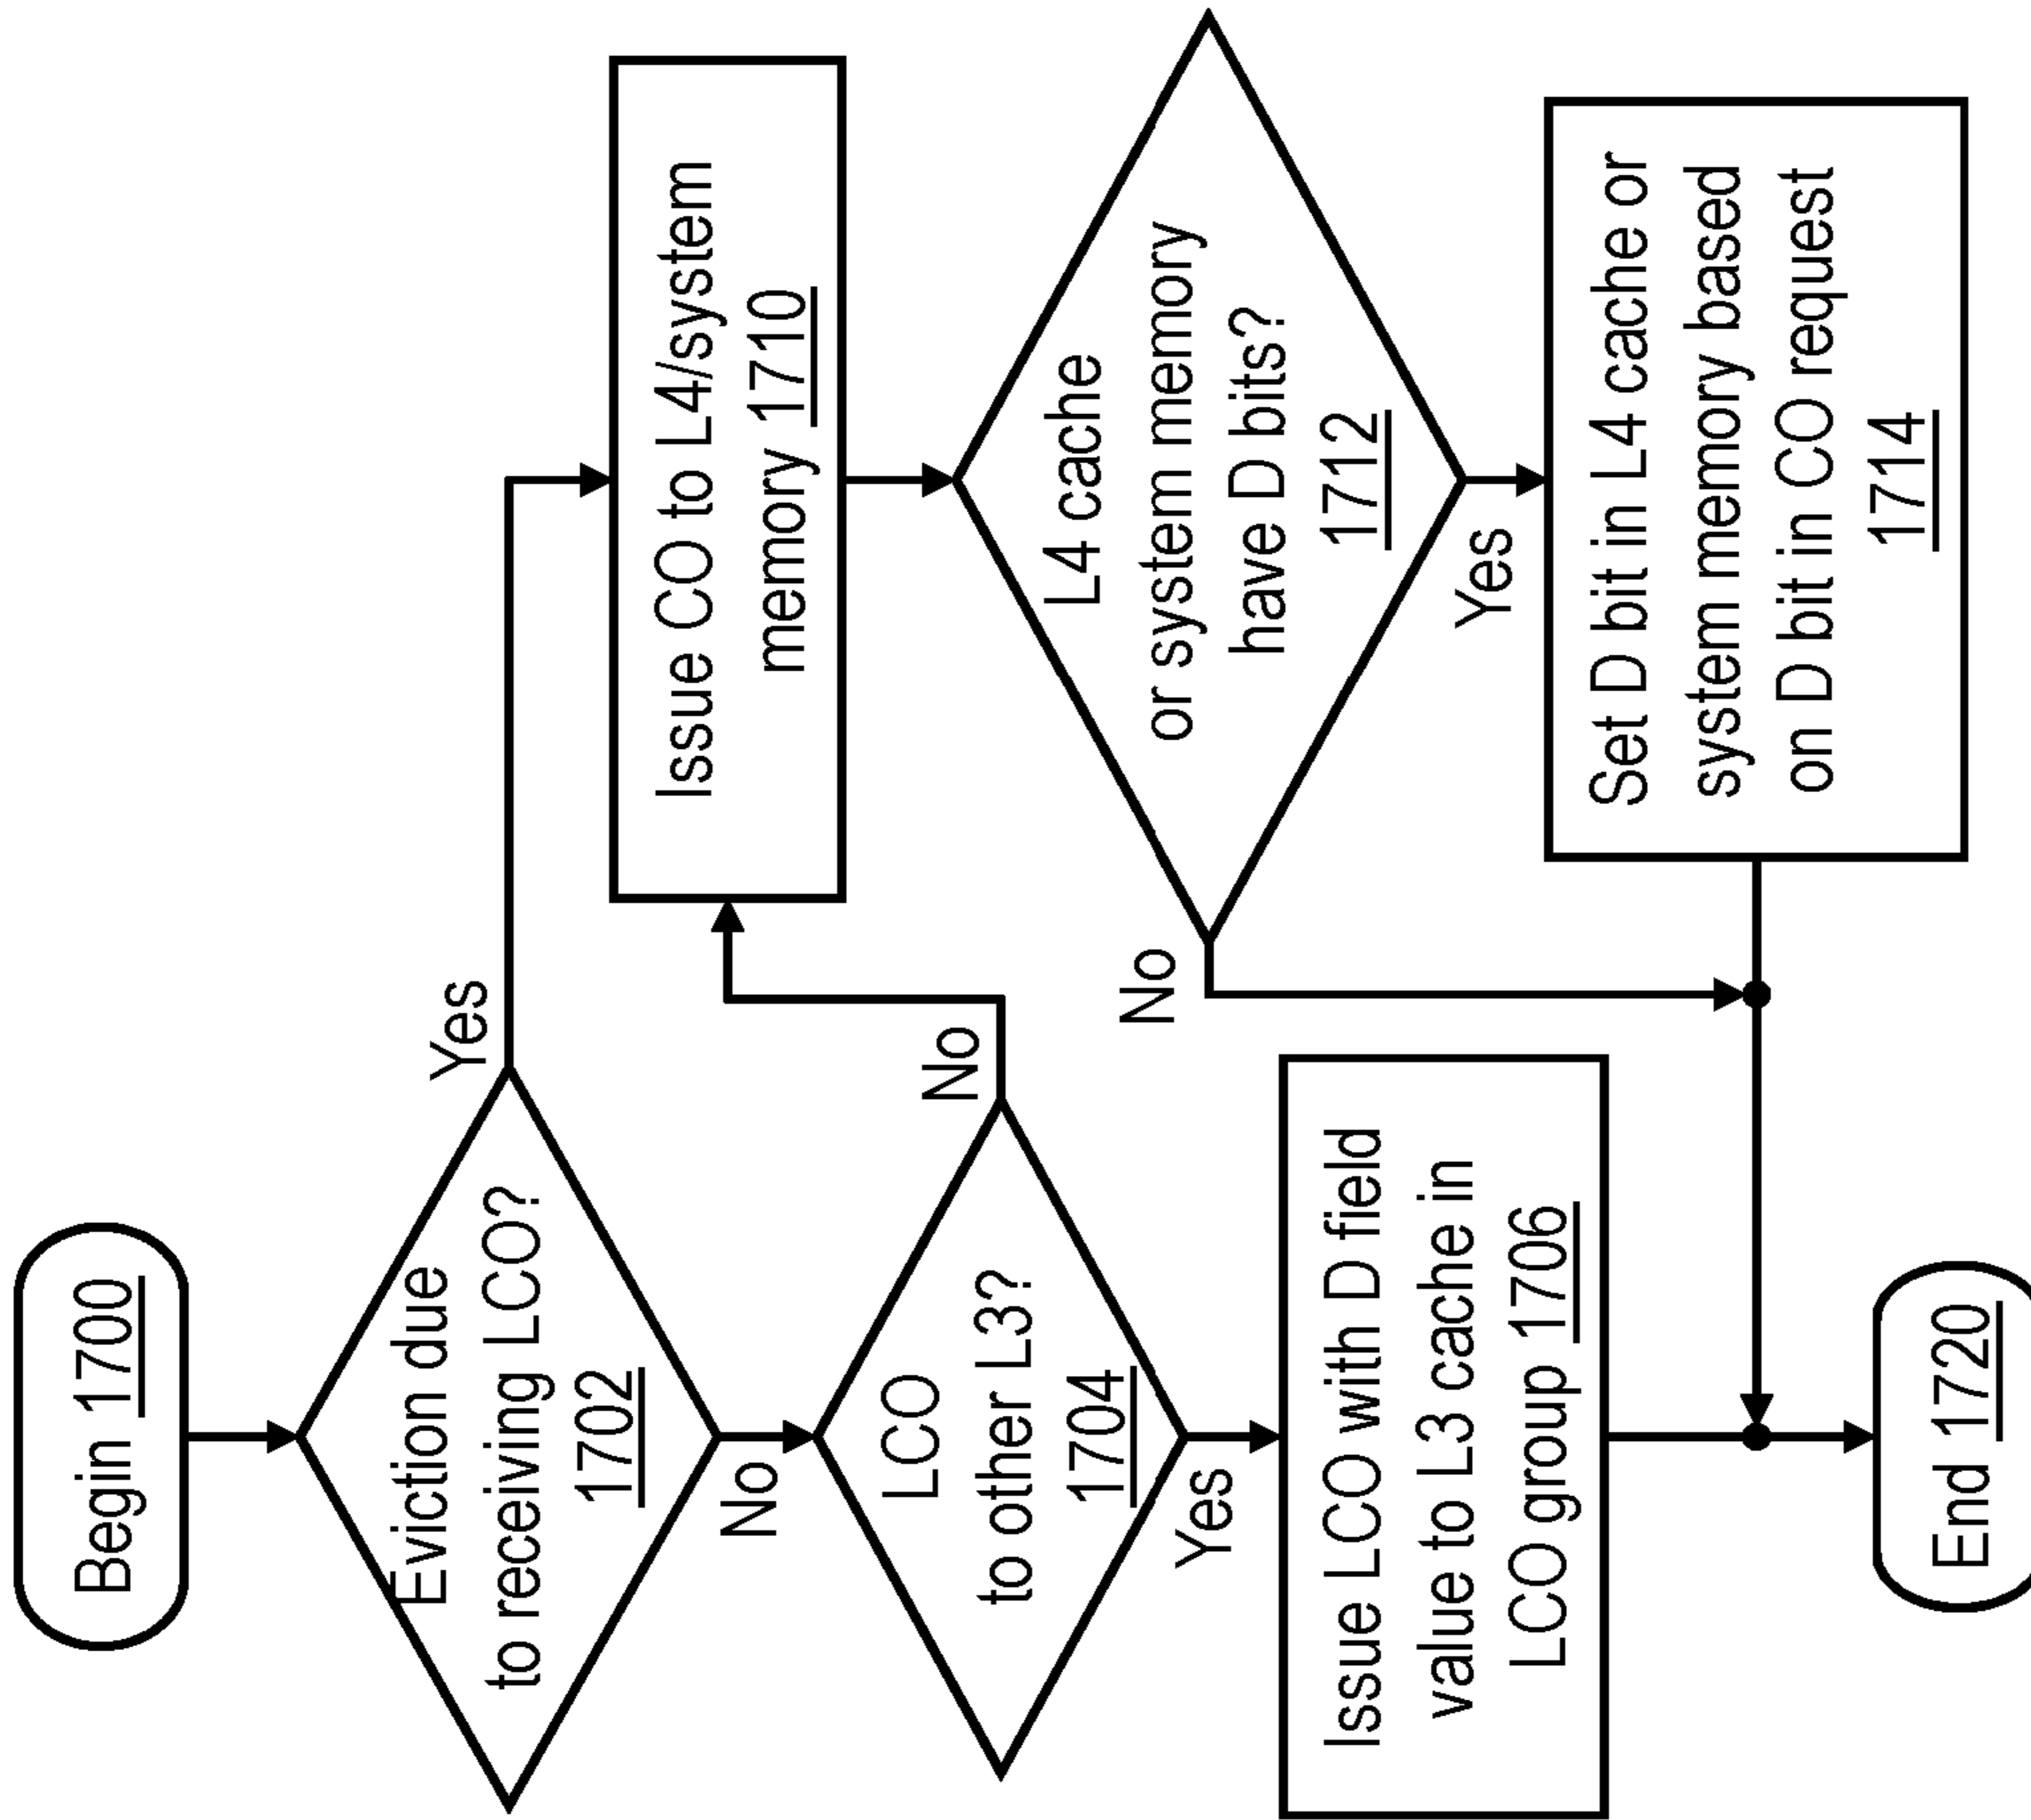 Begin 1700
Eviction due
to receiving LCO?
1702
Yes
No
LCO
to other L3?
1704
No
Yes
Issue LCO with D field
value to L3 cache in
LCO group 1706
Issue CO to L4/system
memory 1710
L4 cache
or system memory
have D bits?
1712
No
Yes
Set D bit in L4 cache or
system memory based
on D bit in CO request
1714
End 1720